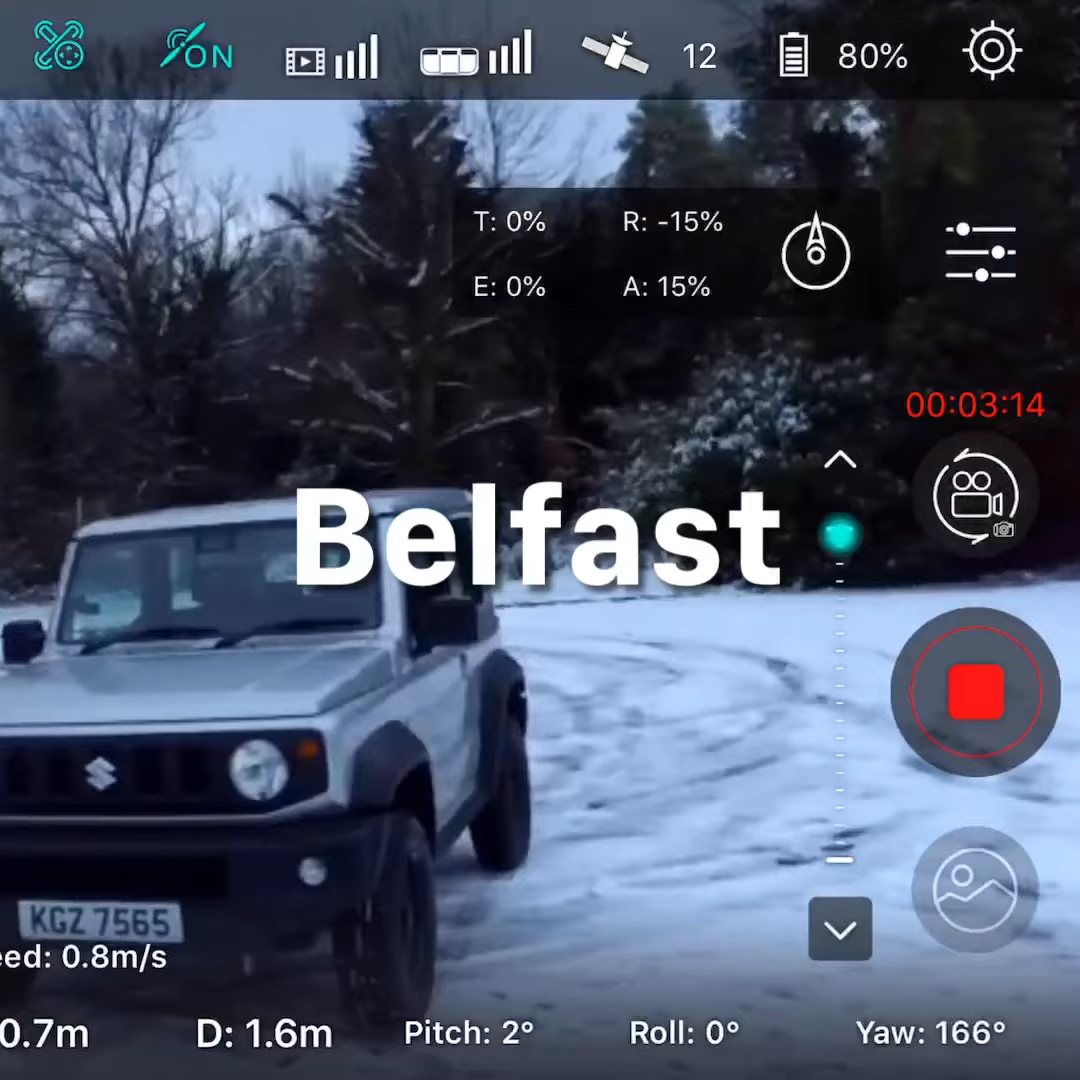 ON
12
80%
T: 0%
R: -15%
E: 0%
A: 15%
00:03:14
Belfast
KGZ 7565
eed: 0.8m/s
0.7m
D: 1.6m
Pitch: 2°
Roll: 0°
Yaw: 166°